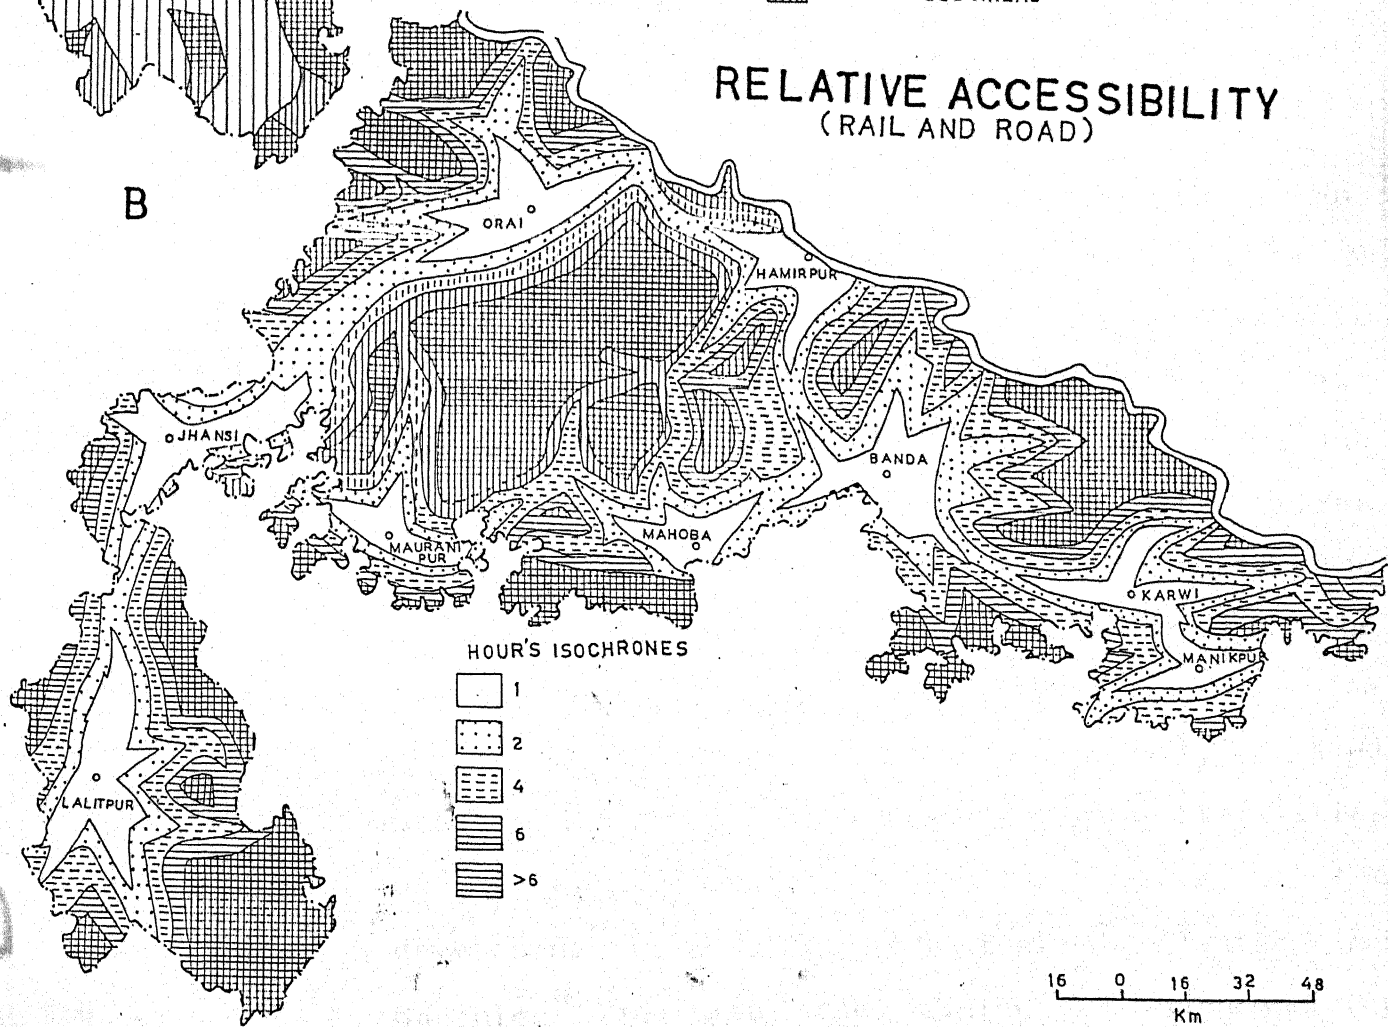 RELATIVE ACCESSIBILITY
(RAIL AND ROAD)
B
ORAI
HAMIRPUR
JHANSI
BANDA
MAHOBA
MAURANI
PUR
KARWI
MANIKPUR
LALITPUR
HOUR'S ISOCHRONES
1
2
4
6
>6
16 0 16 32 48
Km